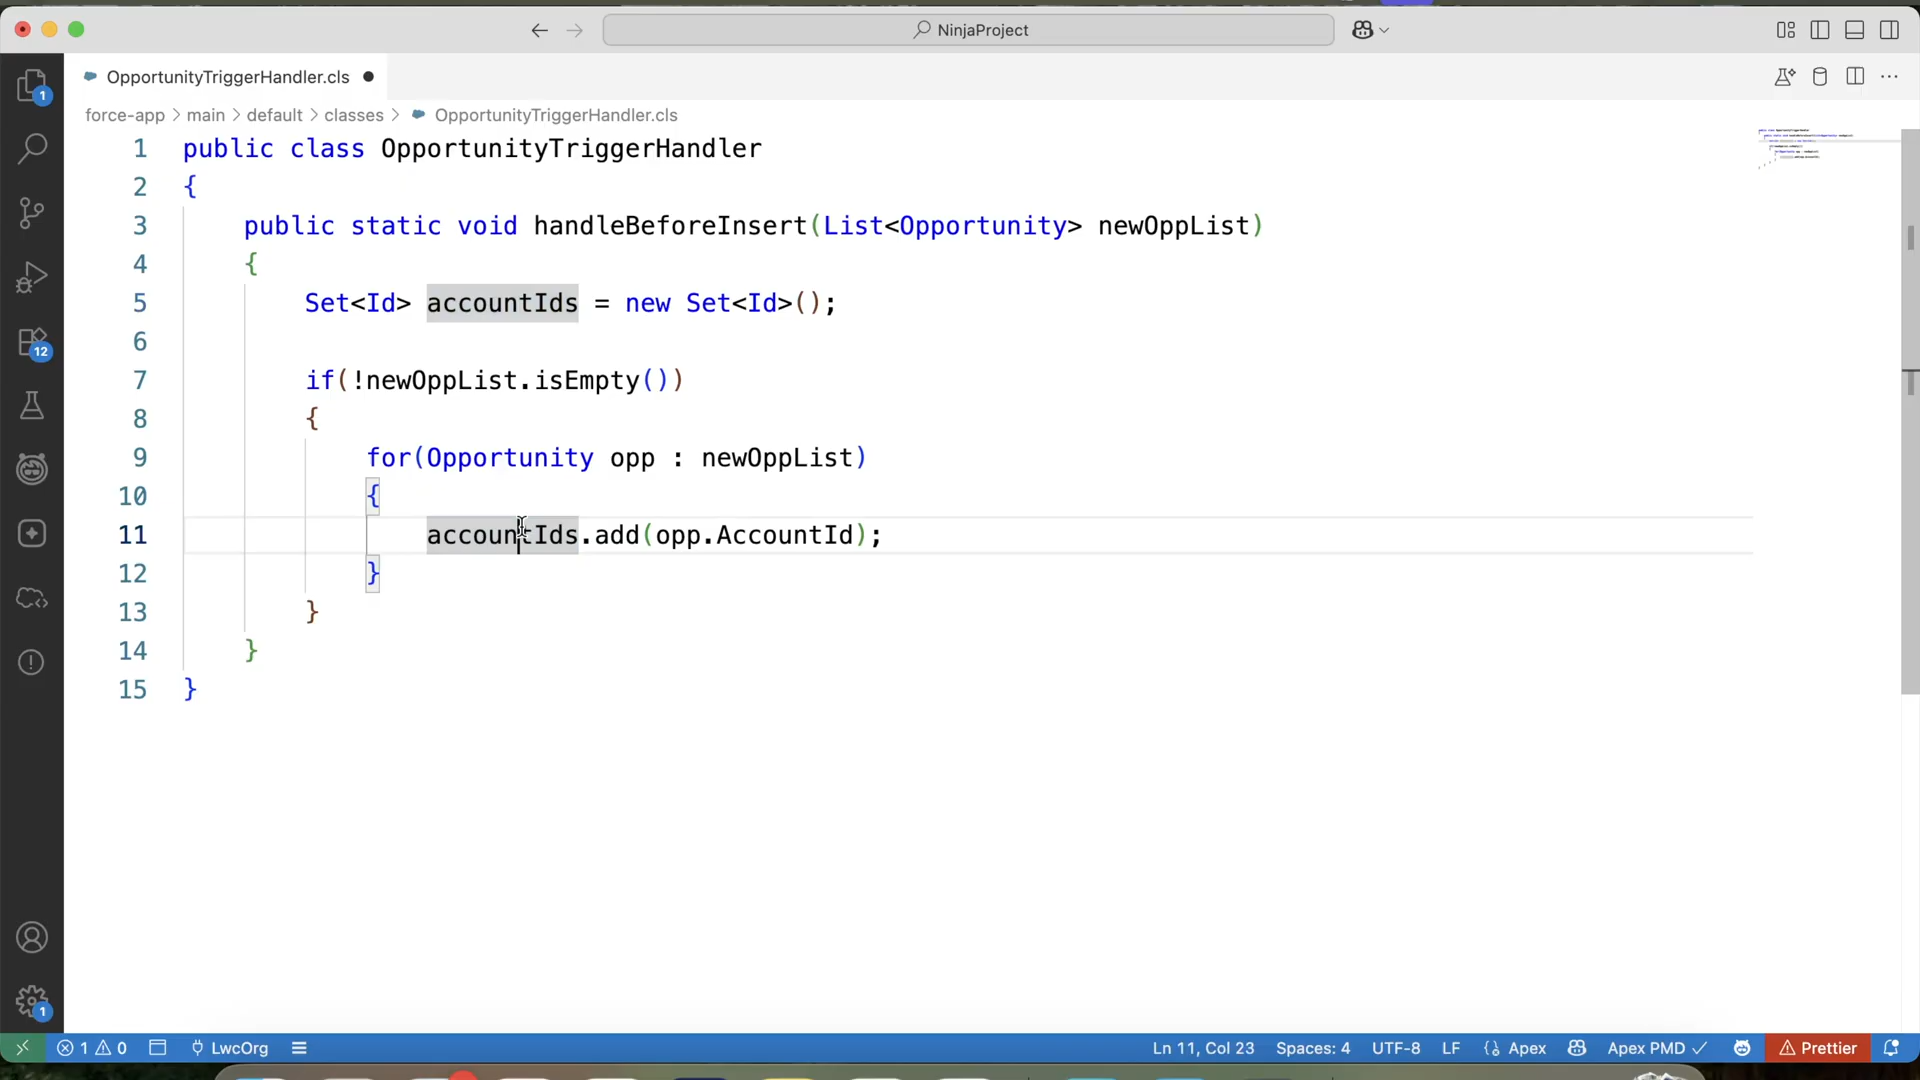 NinjaProject
OpportunityTriggerHandler.cls
force-app > main > default > classes > OpportunityTriggerHandler.cls
1 public class OpportunityTriggerHandler
2 {
3 public static void handleBeforeInsert(List<Opportunity> newOppList)
4 {
5 Set<Id> accountIds = new Set<Id>();
6
7 if(!newOppList.isEmpty())
8 {
9 for(Opportunity opp : newOppList)
10 {
11 accountIds.add(opp.AccountId);
12 }
13 }
14 }
15 }
1
12
1
1 0 LwcOrg Ln 11, Col 23 Spaces: 4 UTF-8 LF {} Apex Apex PMD ✓ Prettier